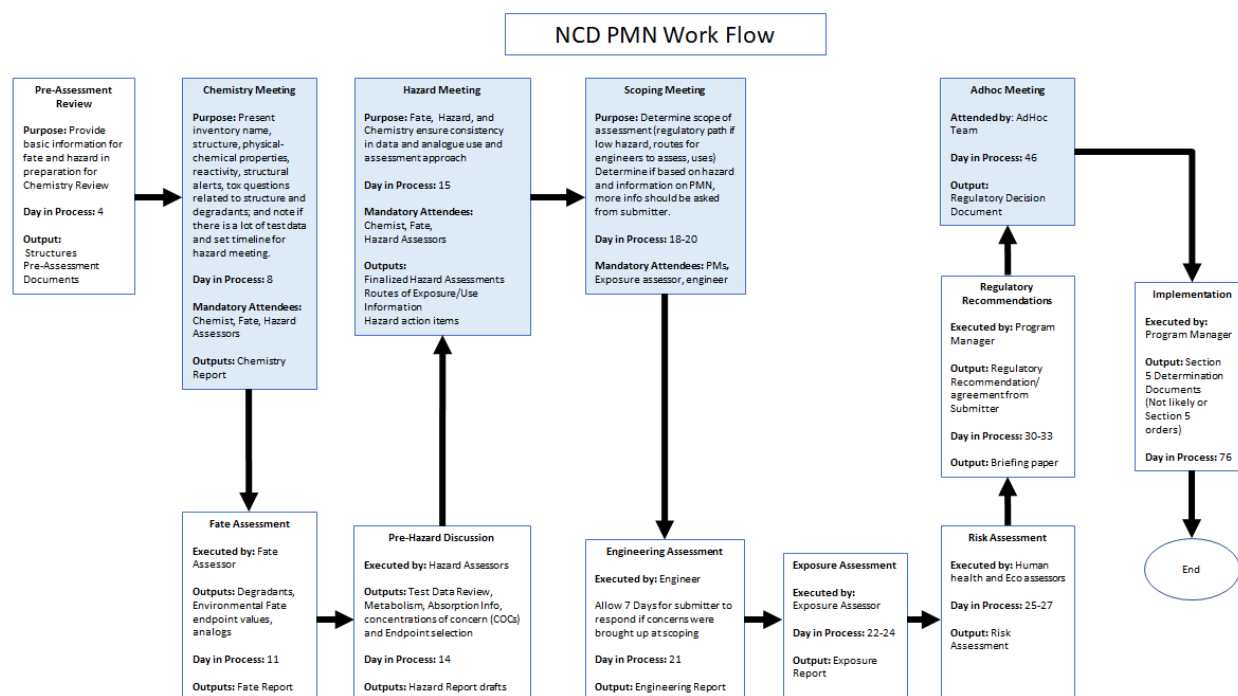 NCD PMN Work Flow
Pre-Assessment
Review
Purpose: Provide
basic information for
fate and hazard in
preparation for
Chemistry Review
Day in Process: 4
Output:
Structures
Pre-Assessment
Documents
Chemistry Meeting
Purpose: Present
inventory name,
structure, physical-
chemical properties,
reactivity, structural
alerts, tox questions
related to structure and
degradants; and note if
there is a lot of test data
and set timeline for
hazard meeting.
Day in Process: 8
Mandatory Attendees:
Chemist, Fate, Hazard
Assessors
Outputs: Chemistry
Report
Hazard Meeting
Purpose: Fate, Hazard, and
Chemistry ensure consistency
in data and analogue use and
assessment approach
Day in Process: 15
Mandatory Attendees:
Chemist, Fate,
Hazard Assessors
Outputs:
Finalized Hazard Assessments
Routes of Exposure/Use
Information
Hazard action items
Scoping Meeting
Purpose: Determine scope of
assessment (regulatory path if
low hazard, routes for
engineers to assess, uses)
Determine if based on hazard
and information on PMN,
more info should be asked
from submitter.
Day in Process: 18-20
Mandatory Attendees: PMs,
Exposure assessor, engineer
Adhoc Meeting
Attended by: AdHoc
Team
Day in Process: 46
Output:
Regulatory Decision
Document
Regulatory
Recommendations
Executed by: Program
Manager
Output: Regulatory
Recommendation/
agreement from
Submitter
Day in Process: 30-33
Output: Briefing paper
Implementation
Executed by:
Program Manager
Output: Section
5 Determination
Documents
(Not likely or
Section 5
orders)
Day in Process: 76
Fate Assessment
Executed by: Fate
Assessor
Outputs: Degradants,
Environmental Fate
endpoint values,
analogs
Day in Process: 11
Outputs: Fate Report
Pre-Hazard Discussion
Executed by: Hazard Assessors
Outputs: Test Data Review,
Metabolism, Absorption Info,
concentrations of concern (COCs)
and Endpoint selection
Day in Process: 14
Outputs: Hazard Report drafts
Engineering Assessment
Executed by: Engineer
Allow 7 Days for submitter to
respond if concerns were
brought up at scoping
Day in Process: 21
Output: Engineering Report
Exposure Assessment
Executed by:
Exposure Assessor
Day in Process: 22-24
Output: Exposure
Report
Risk Assessment
Executed by: Human
health and Eco assessors
Day in Process: 25-27
Output: Risk
Assessment
End